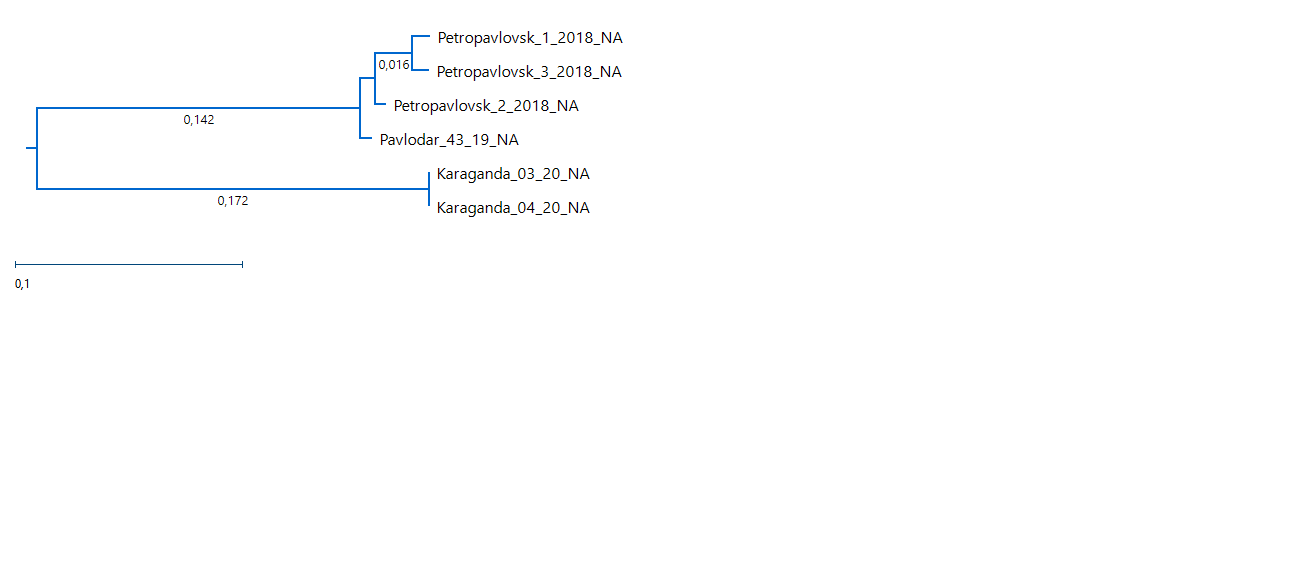 Petropavlovsk_1_2018_NA
0,016
Petropavlovsk_3_2018_NA
Petropavlovsk_2_2018_NA
0,142
Pavlodar_43_19_NA
Karaganda_03_20_NA
0,172
Karaganda_04_20_NA
0,1